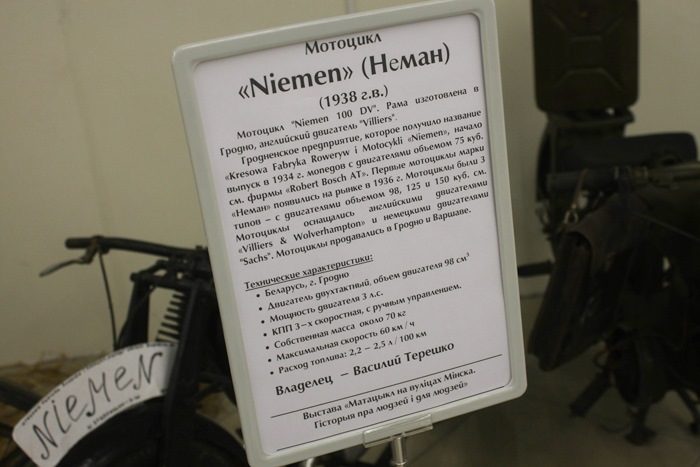 Мотоцикл
«Niemen» (Неман)
(1938 г.в.)
Мотоцикл "Niemen 100 DV". Рама изготовлена в
Гродно, английский двигатель "Villiers".
Гродненское предприятие, которое получило название
«Kresowa Fabryka Roweryw i Motocykli «Niemen», начало
выпуск в 1934 г. мопедов с двигателями объемом 75 куб.
см. фирмы «Robert Bosch AT». Первые мотоциклы марки
«Неман» появились на рынке в 1936 г. Мотоциклы были 3
типов – с двигателями объемом 98, 125 и 150 куб. см.
Мотоциклы оснащались английскими двигателями
«Villiers & Wolverhampton» и немецкими двигателями
"Sachs". Мотоциклы продавались в Гродно и Варшаве.
Технические характеристики:
• Беларусь, г. Гродно
• Двигатель двухтактный, объем двигателя 98 см³
• Мощность двигателя 3 л.с.
• КПП 3–х скоростная, с ручным управлением.
• Собственная масса около 70 кг
• Максимальная скорость 60 км / ч
• Расход топлива: 2,2 – 2,5 л / 100 км
Владелец – Василий Терешко
Выстава «Матацыкл на вуліцах Мінска.
Гісторыя пра людзей і для людзей»
NIEMEN